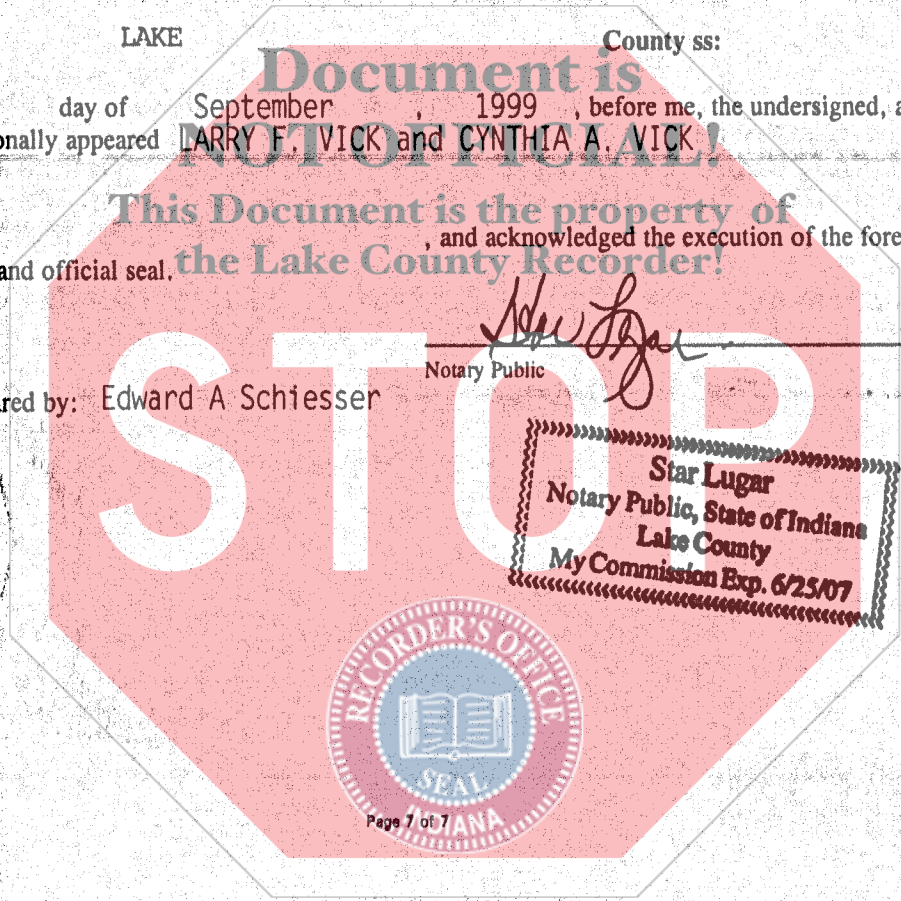 LAKE County ss:
Document is
day of September , 1999 , before me, the undersigned, a
onally appeared LARRY F. VICK and CYNTHIA A. VICK
NOT OFFICIAL!
This Document is the property of
, and acknowledged the execution of the fore
and official seal.
the Lake County Recorder!
Star Lugar
Notary Public
red by: Edward A Schiesser
STOP
Star Lugar
Notary Public, State of Indiana
Lake County
My Commission Exp. 6/25/07
RECORDER'S OFFICE
SEAL
INDIANA
Page 7 of 7